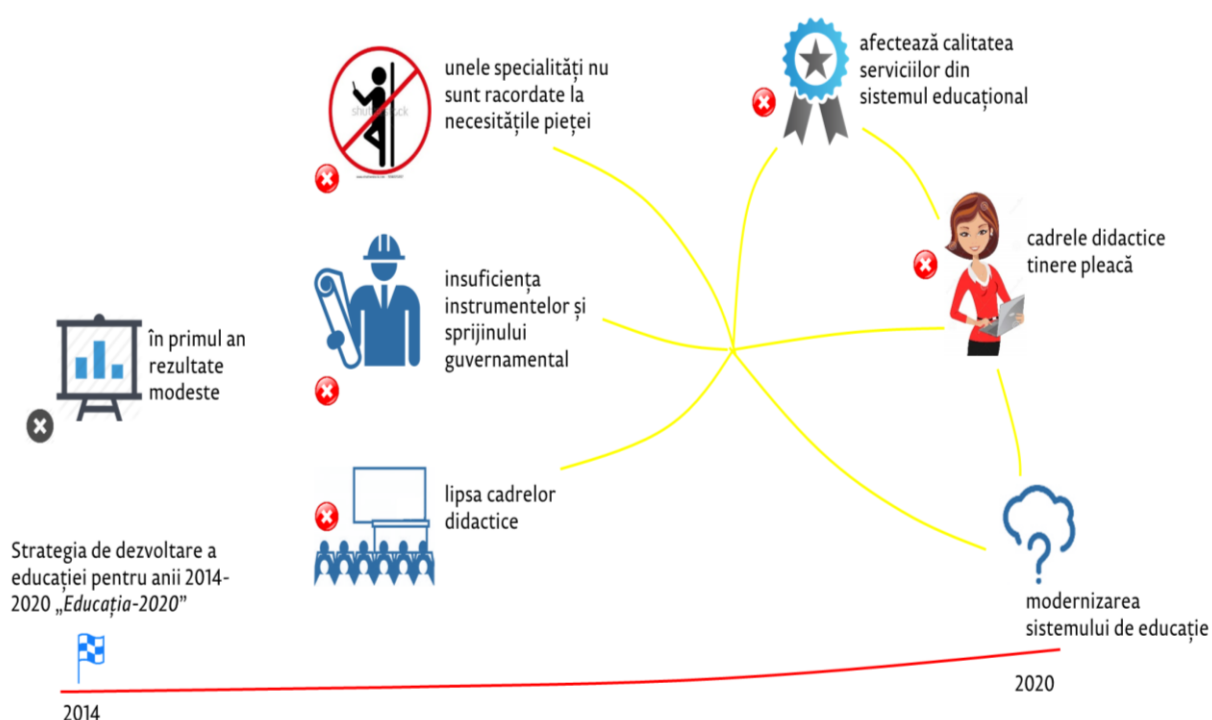 unele specialități nu
sunt racordate la
necesitățile pieței
afectează calitatea
serviciilor din
sistemul educațional
insuficiența
instrumentelor și
sprijinului
guvernamental
cadrele didactice
tinere pleacă
în primul an
rezultate
modeste
lipsa cadrelor
didactice
Strategia de dezvoltare a
educației pentru anii 2014-
2020 „Educația-2020”
modernizarea
sistemului de educație
2014
2020